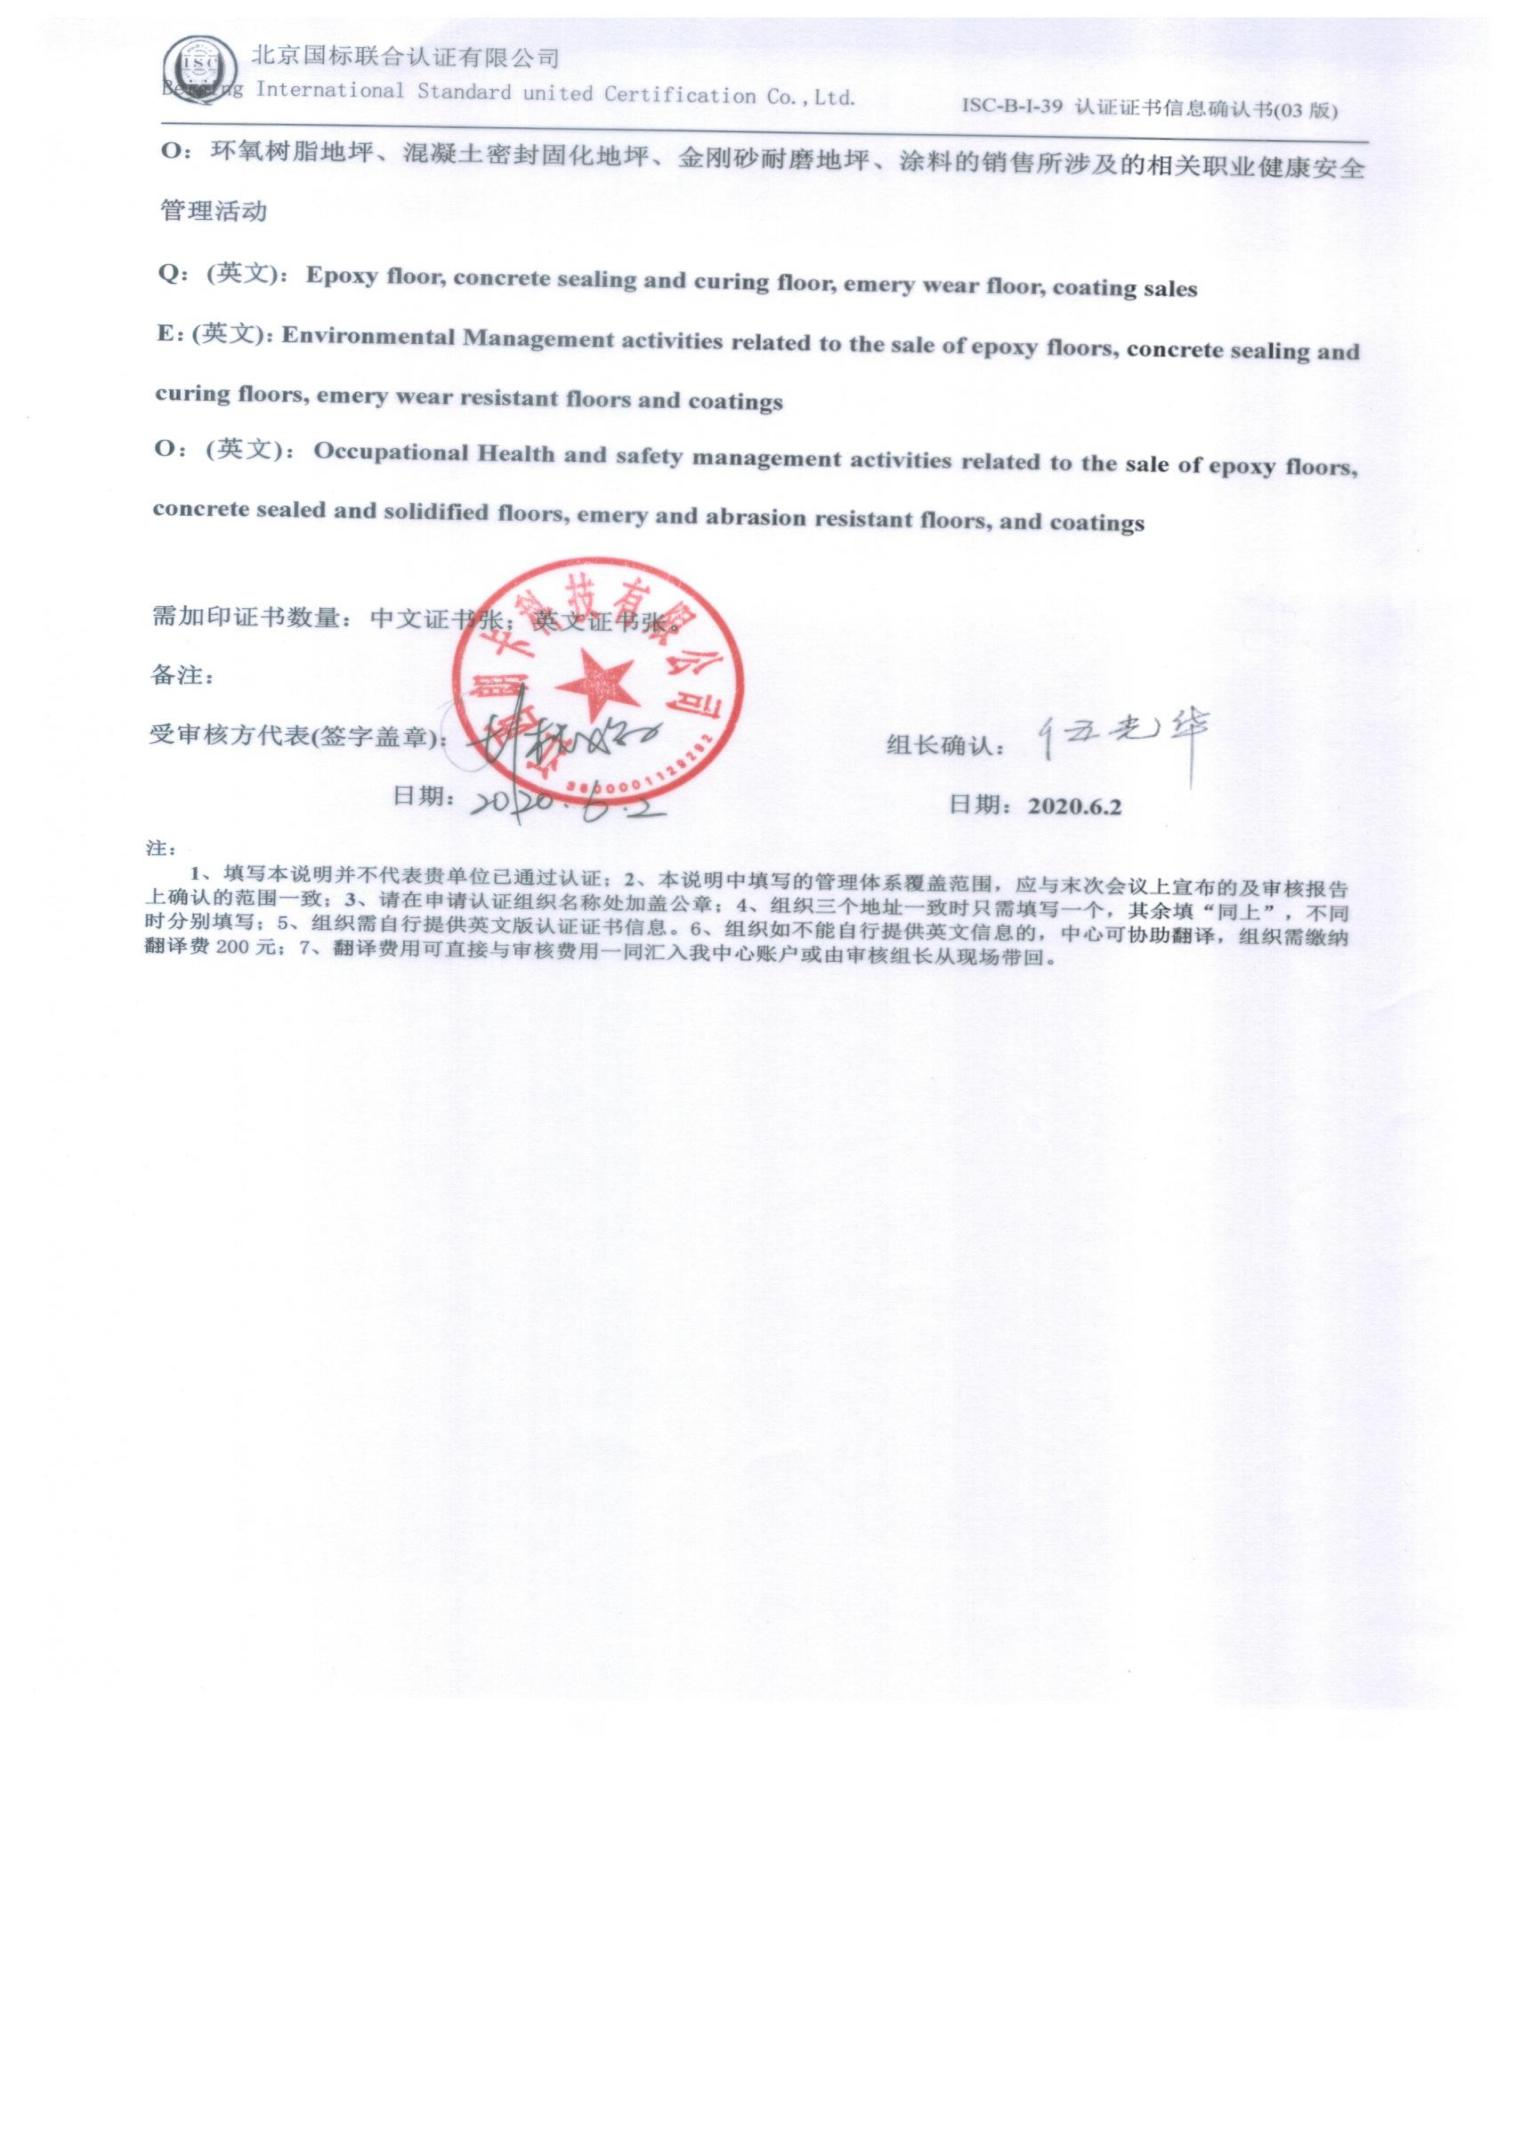 北京国标联合认证有限公司
Beijing International Standard united Certification Co.,Ltd.
ISC-B-I-39 认证证书信息确认书(03 版)
O：环氧树脂地坪、混凝土密封固化地坪、金刚砂耐磨地坪、涂料的销售所涉及的相关职业健康安全
管理活动
Q：(英文)：Epoxy floor, concrete sealing and curing floor, emery wear floor, coating sales
E：(英文)：Environmental Management activities related to the sale of epoxy floors, concrete sealing and
curing floors, emery wear resistant floors and coatings
O：(英文)：Occupational Health and safety management activities related to the sale of epoxy floors,
concrete sealed and solidified floors, emery and abrasion resistant floors, and coatings
需加印证书数量：中文证书张；英文证书张。
备注：
受审核方代表(签字盖章)：
组长确认：伍光华
日期：2020.6.2
日期：2020.6.2
卡科技有限公司
注：
1、填写本说明并不代表贵单位已通过认证；2、本说明中填写的管理体系覆盖范围，应与末次会议上宣布的及审核报告
上确认的范围一致；3、请在申请认证组织名称处加盖公章；4、组织三个地址一致时只需填写一个，其余填“同上”，不同
时分别填写；5、组织需自行提供英文版认证证书信息。6、组织如不能自行提供英文信息的，中心可协助翻译，组织需缴纳
翻译费 200 元；7、翻译费用可直接与审核费用一同汇入我中心账户或由审核组长从现场带回。